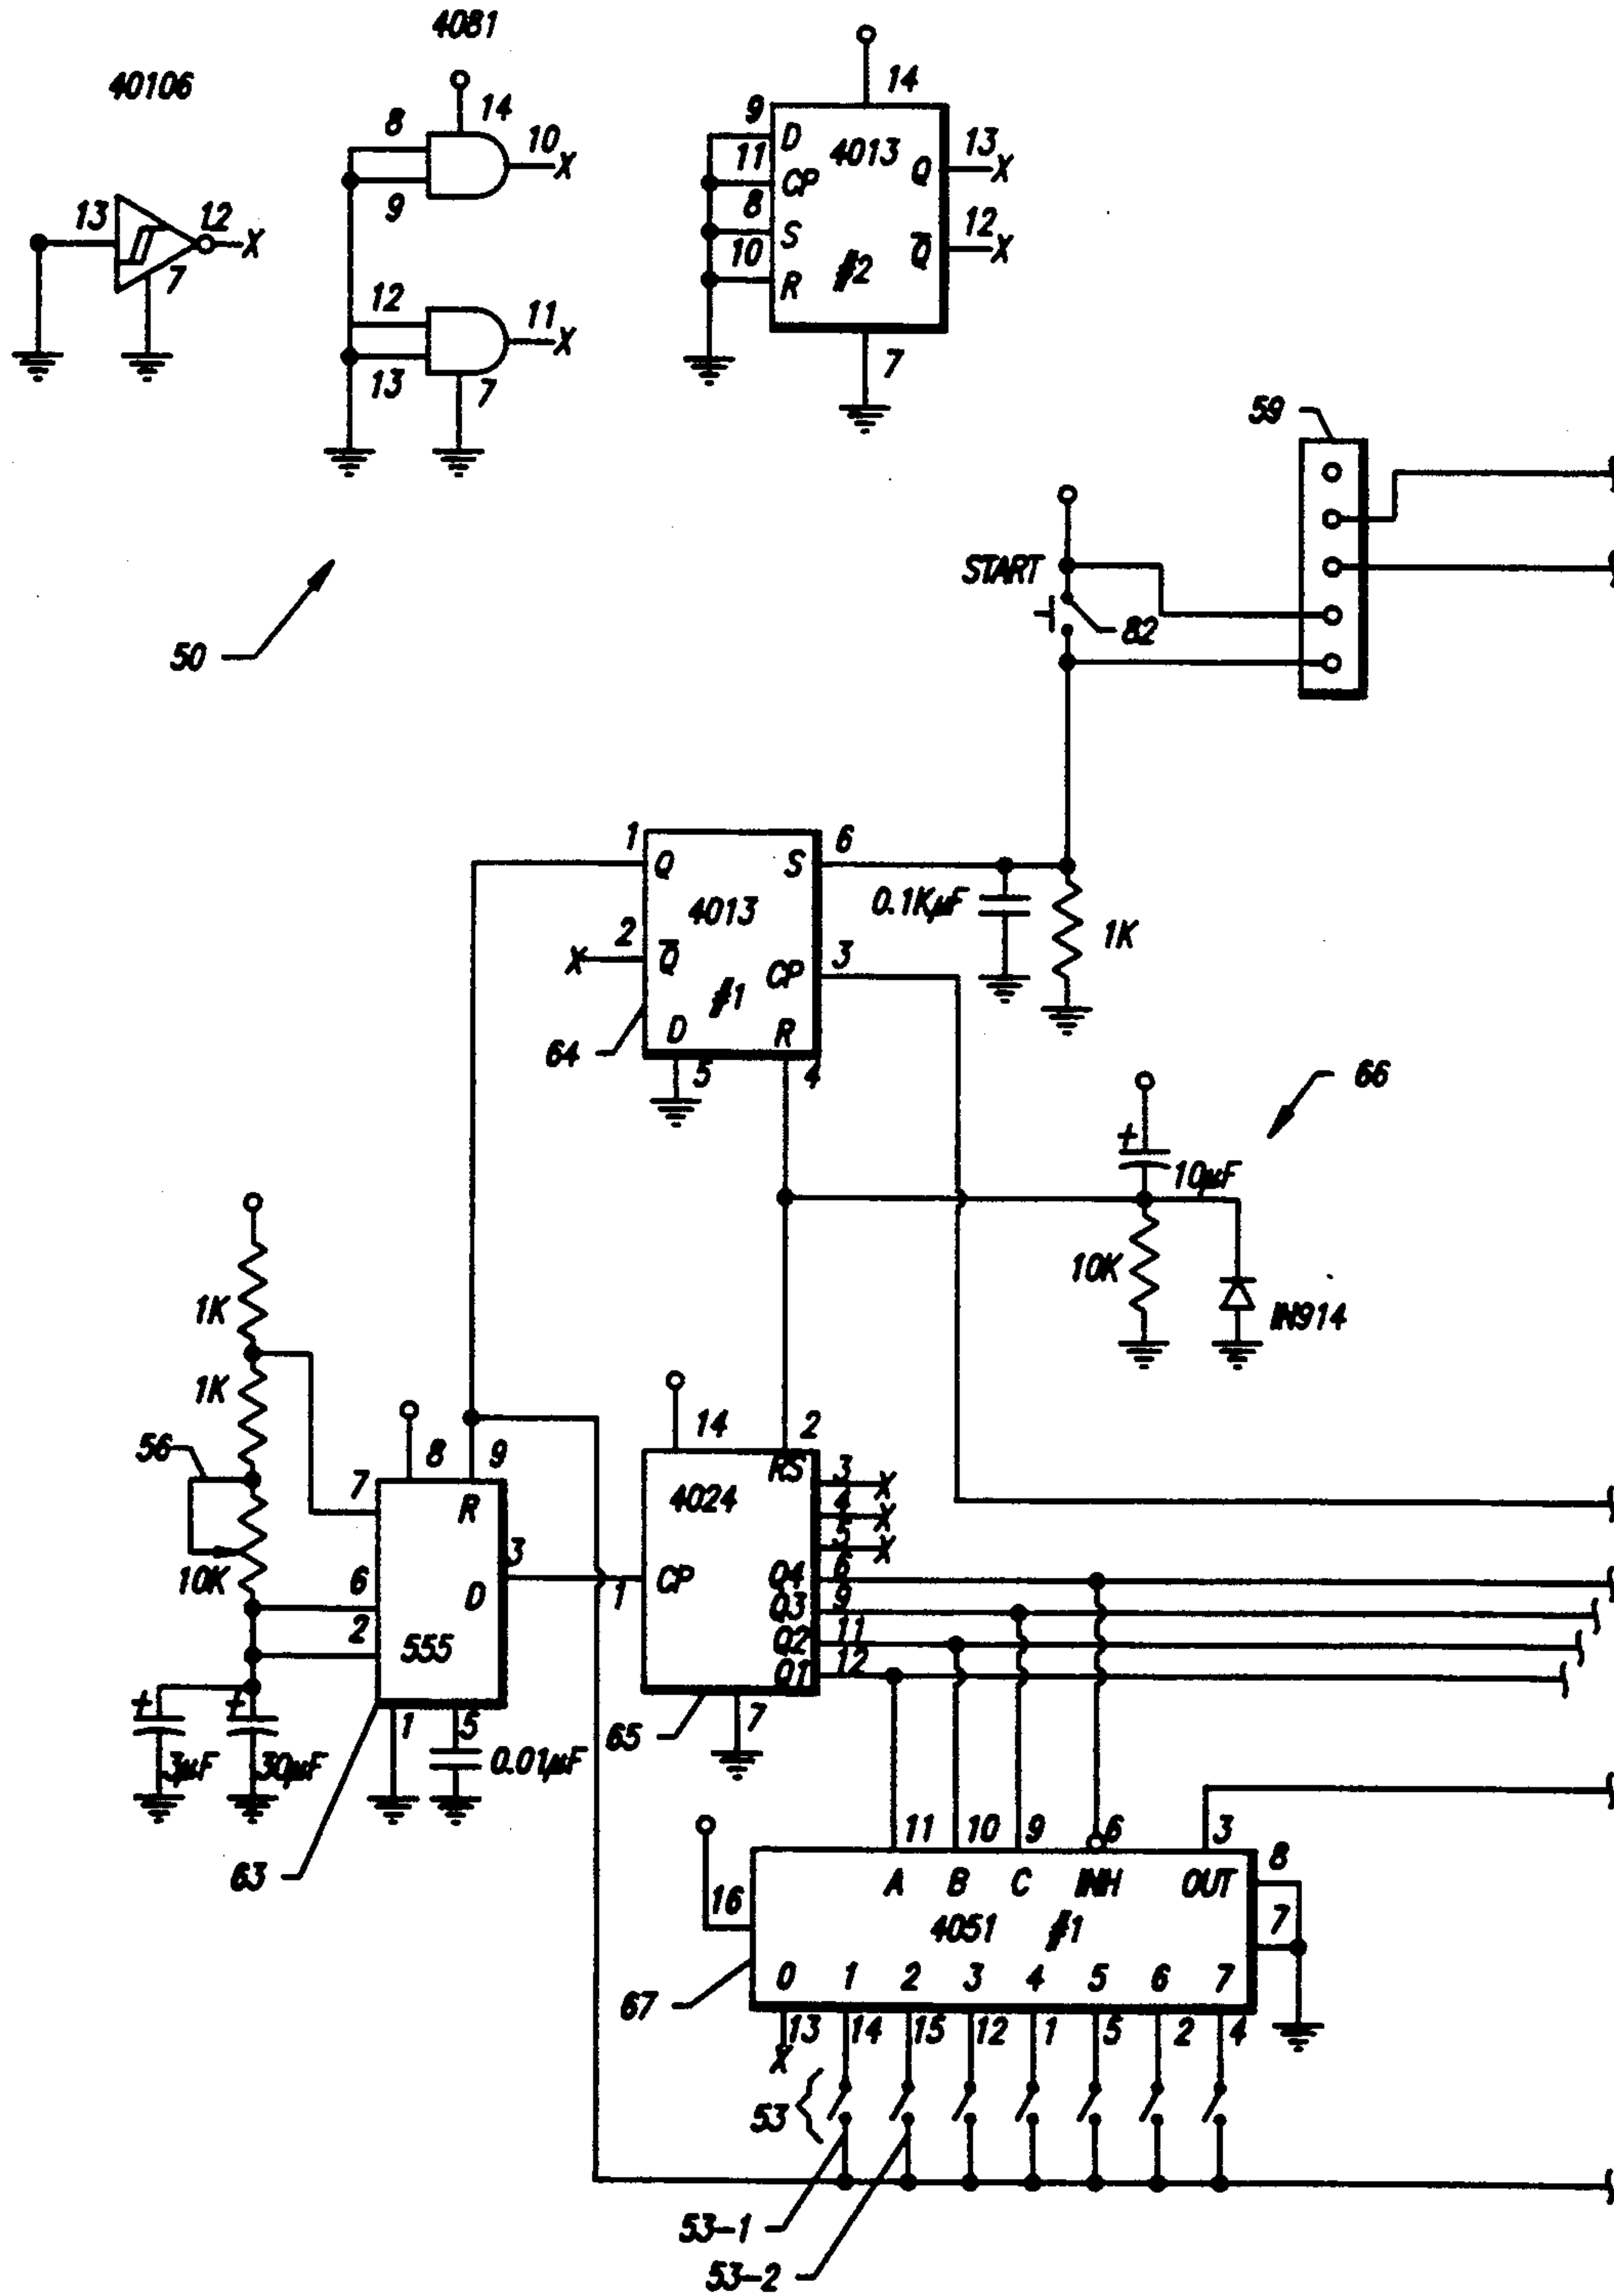 4081
40106
14
8
10
X
9
13
12
X
7
12
11
X
13
7
14
9
D
4013
13
X
11
CP
Q
8
S
12
X
10
R
#2
Q̅
7
59
START
82
50
1
6
Q
S
4013
0.1KµF
1K
2
3
X
Q̅
CP
#1
D
R
64
5
4
66
+
10µF
10K
IN914
1K
1K
56
8
9
7
R
10K
6
3
D
2
555
14
2
RS
4024
3
X
4
X
5
X
1
CP
Q4
6
Q3
9
Q2
11
Q1
12
+
+
3µF
30µF
1
5
0.01µF
65
7
63
11
10
9
6
3
8
A
B
C
INH
OUT
16
4051
#1
7
0
1
2
3
4
5
6
7
67
13
14
15
12
1
5
2
4
X
53
53-1
53-2